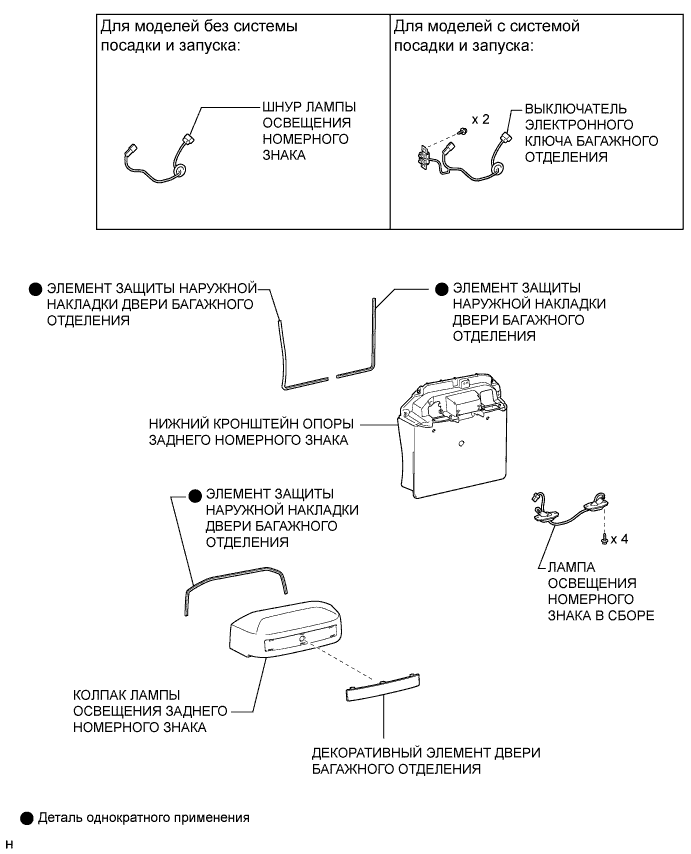 Для моделей без системы
посадки и запуска:
Для моделей с системой
посадки и запуска:
ШНУР ЛАМПЫ
ОСВЕЩЕНИЯ
НОМЕРНОГО
ЗНАКА
x 2
ВЫКЛЮЧАТЕЛЬ
ЭЛЕКТРОННОГО
КЛЮЧА БАГАЖНОГО
ОТДЕЛЕНИЯ
ЭЛЕМЕНТ ЗАЩИТЫ НАРУЖНОЙ
НАКЛАДКИ ДВЕРИ БАГАЖНОГО
ОТДЕЛЕНИЯ
ЭЛЕМЕНТ ЗАЩИТЫ
НАРУЖНОЙ НАКЛАДКИ
ДВЕРИ БАГАЖНОГО
ОТДЕЛЕНИЯ
НИЖНИЙ КРОНШТЕЙН ОПОРЫ
ЗАДНЕГО НОМЕРНОГО ЗНАКА
ЭЛЕМЕНТ ЗАЩИТЫ
НАРУЖНОЙ НАКЛАДКИ
ДВЕРИ БАГАЖНОГО
ОТДЕЛЕНИЯ
x 4
ЛАМПА
ОСВЕЩЕНИЯ
НОМЕРНОГО
ЗНАКА В СБОРЕ
КОЛПАК ЛАМПЫ
ОСВЕЩЕНИЯ ЗАДНЕГО
НОМЕРНОГО ЗНАКА
ДЕКОРАТИВНЫЙ ЭЛЕМЕНТ ДВЕРИ
БАГАЖНОГО ОТДЕЛЕНИЯ
Деталь однократного применения
H